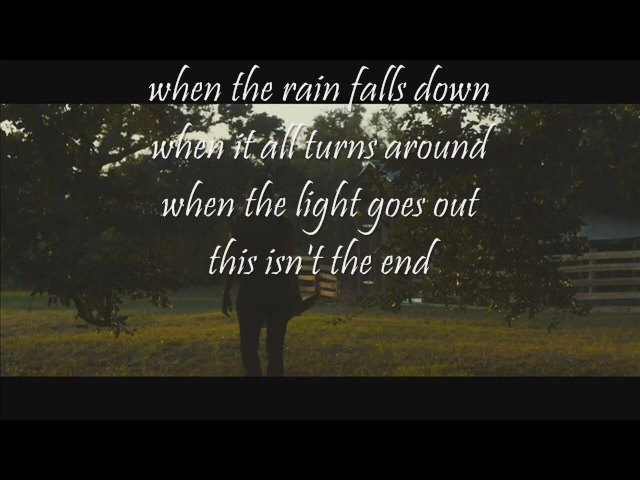 when the rain falls down
when it all turns around
when the light goes out
this isn't the end